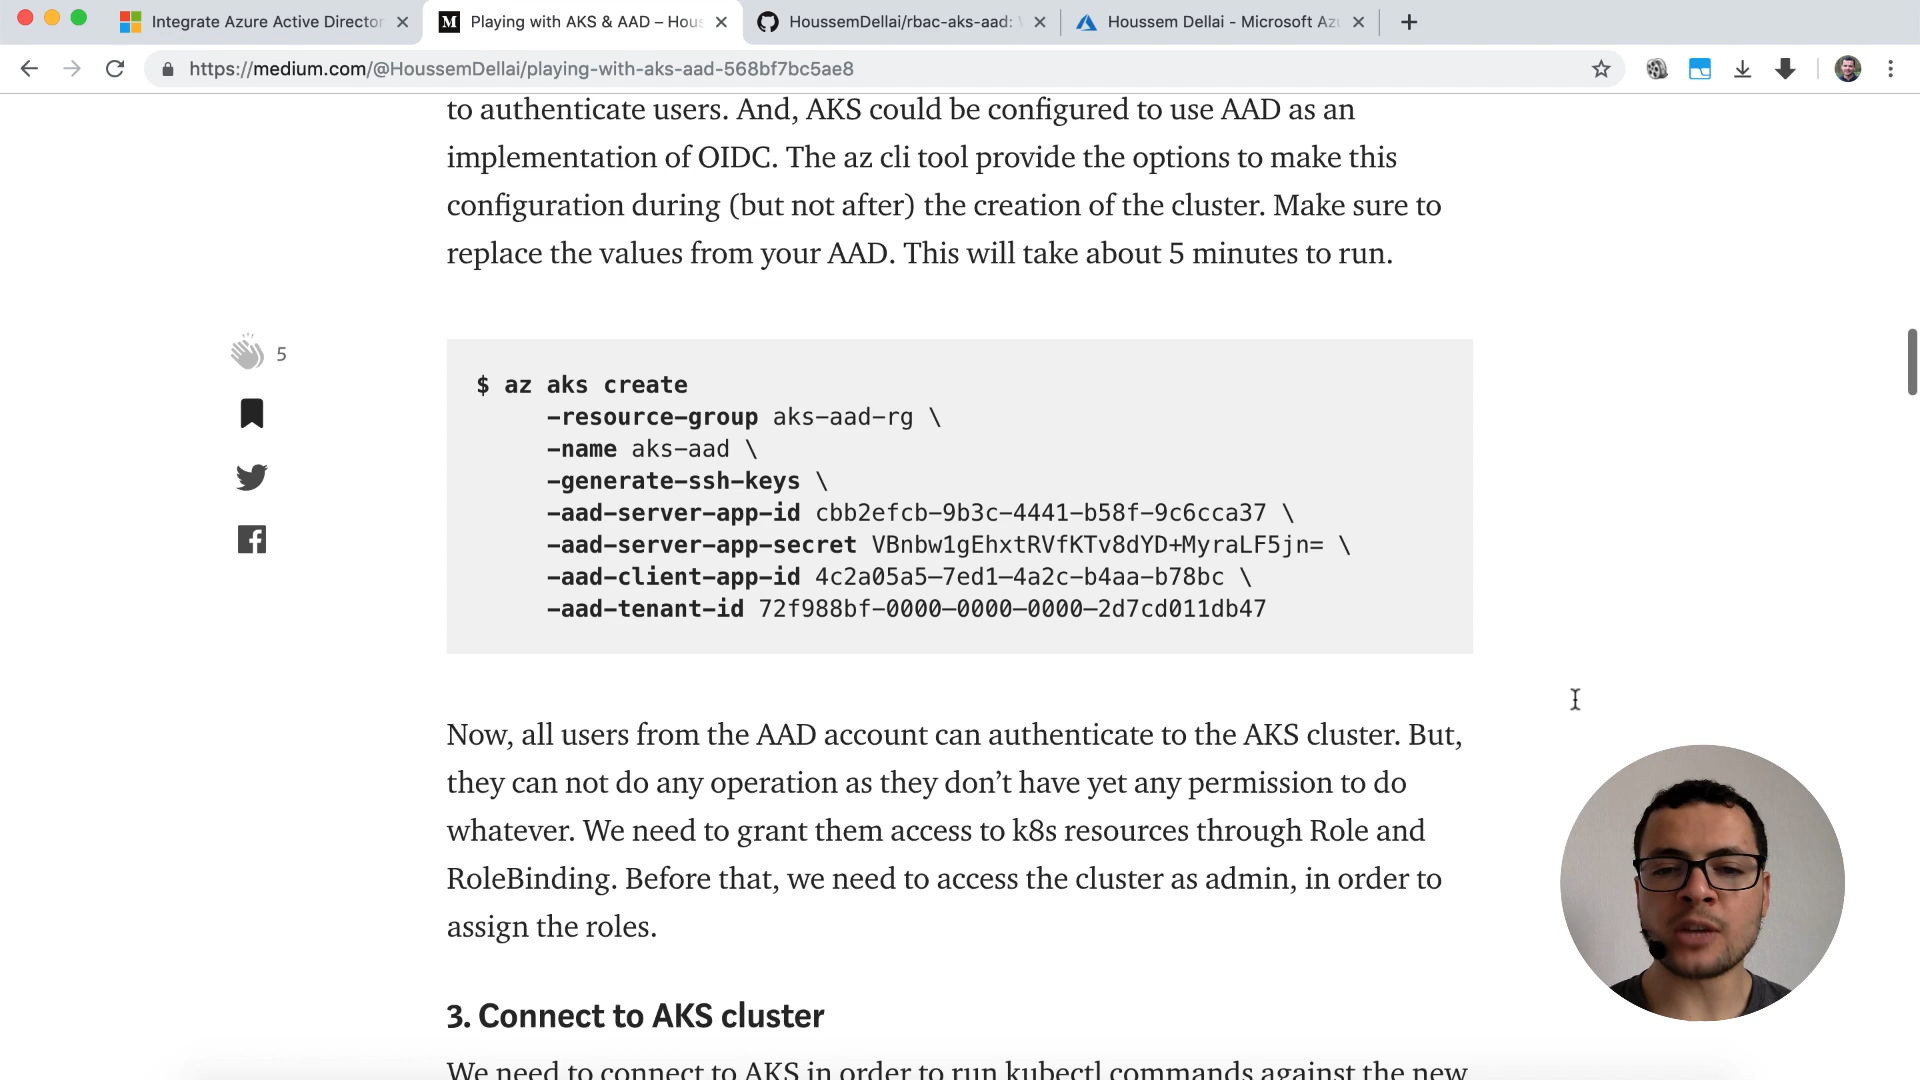 Integrate Azure Active Director
Playing with AKS & AAD – Hous
HoussemDellai/rbac-aks-aad:
Houssem Dellai - Microsoft Azu
https://medium.com/@HoussemDellai/playing-with-aks-aad-568bf7bc5ae8
to authenticate users. And, AKS could be configured to use AAD as an
implementation of OIDC. The az cli tool provide the options to make this
configuration during (but not after) the creation of the cluster. Make sure to
replace the values from your AAD. This will take about 5 minutes to run.
5
$ az aks create
–resource–group aks–aad–rg \
–name aks–aad \
–generate–ssh–keys \
–aad–server–app–id cbb2efcb–9b3c–4441–b58f–9c6cca37 \
–aad–server–app–secret VBnbw1gEhxtRVfKTv8dYD+MyraLF5jn= \
–aad–client–app–id 4c2a05a5–7ed1–4a2c–b4aa–b78bc \
–aad–tenant–id 72f988bf–0000–0000–0000–2d7cd011db47
Now, all users from the AAD account can authenticate to the AKS cluster. But,
they can not do any operation as they don’t have yet any permission to do
whatever. We need to grant them access to k8s resources through Role and
RoleBinding. Before that, we need to access the cluster as admin, in order to
assign the roles.
3. Connect to AKS cluster
We need to connect to AKS in order to run kubectl commands against the new